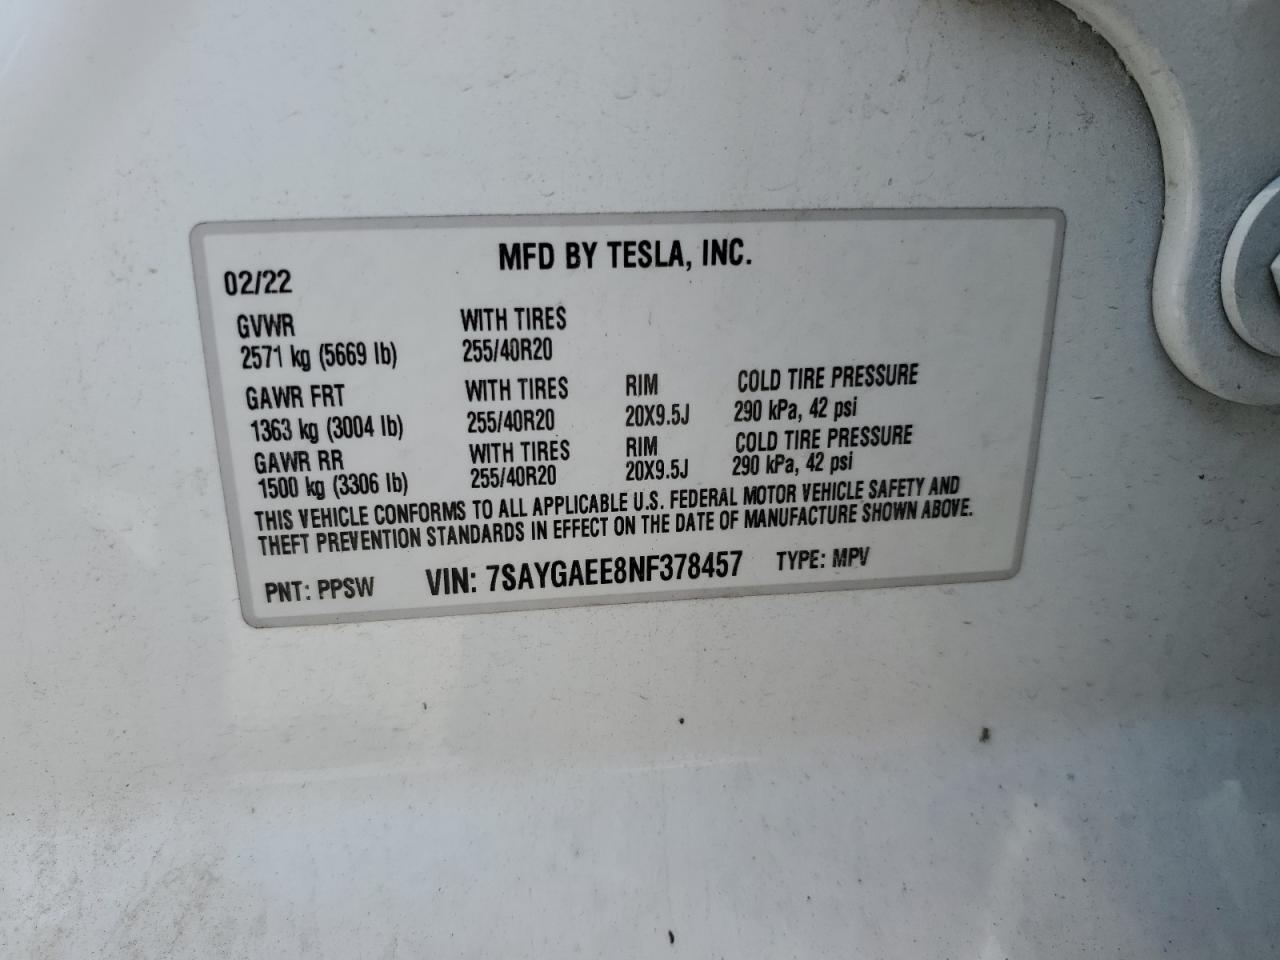 MFD BY TESLA, INC.
02/22
GVWR WITH TIRES
2571 kg (5669 lb) 255/40R20
GAWR FRT WITH TIRES RIM COLD TIRE PRESSURE
1363 kg (3004 lb) 255/40R20 20X9.5J 290 kPa, 42 psi
GAWR RR WITH TIRES RIM COLD TIRE PRESSURE
1500 kg (3306 lb) 255/40R20 20X9.5J 290 kPa, 42 psi
THIS VEHICLE CONFORMS TO ALL APPLICABLE U.S. FEDERAL MOTOR VEHICLE SAFETY AND
THEFT PREVENTION STANDARDS IN EFFECT ON THE DATE OF MANUFACTURE SHOWN ABOVE.
PNT: PPSW VIN: 7SAYGAEE8NF378457 TYPE: MPV